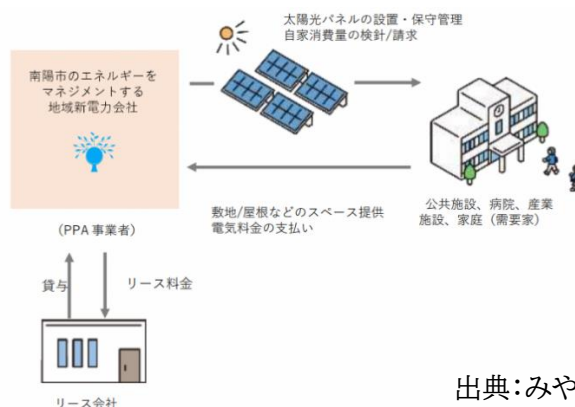 太陽光パネルの設置・保守管理
自家消費量の検針/請求
南陽市のエネルギーを
マネジメントする
地域新電力会社
(PPA 事業者)
敷地/屋根などのスペース提供
電気料金の支払い
公共施設、病院、産業
施設、家庭（需要家）
貸与
リース料金
リース会社
出典：みや